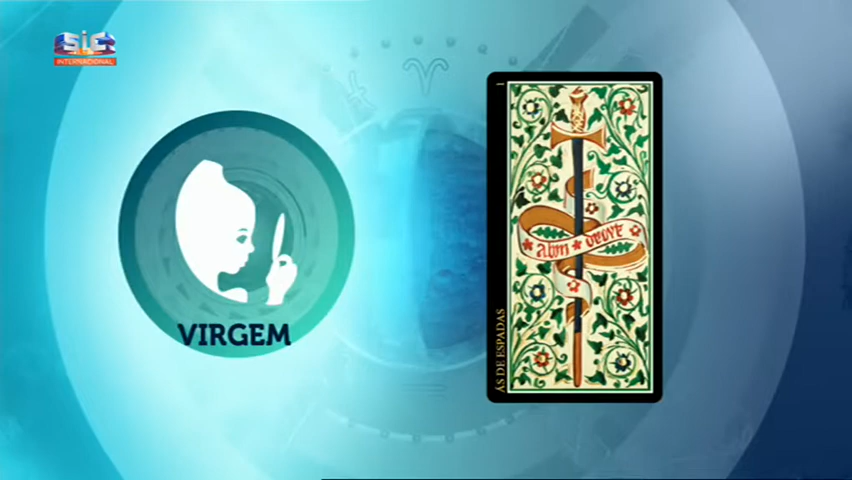 SIC
INTERNACIONAL
VIRGEM
1
ÁS DE ESPADAS